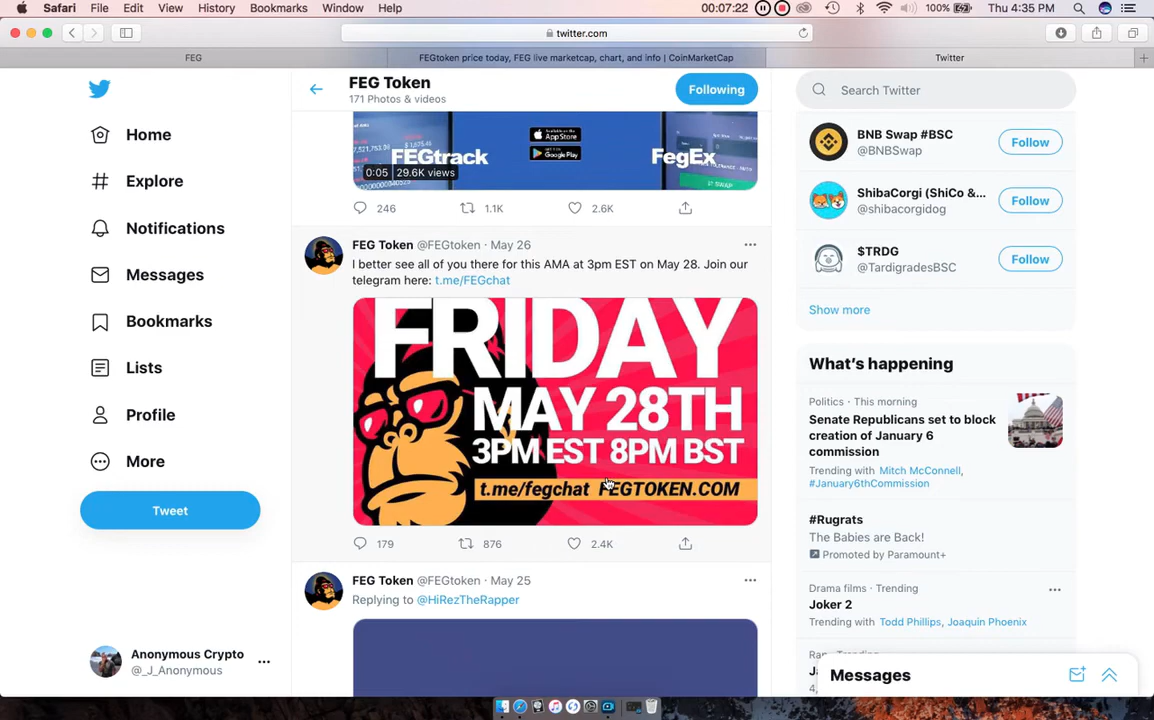 Safari File Edit View History Bookmarks Window Help 00:07:22 100% Thu 4:35 PM
twitter.com
FEG
FEGtoken price today, FEG live marketcap, chart, and info | CoinMarketCap
Twitter
Home
Explore
Notifications
Messages
Bookmarks
Lists
Profile
More
Tweet
Anonymous Crypto
@_J_Anonymous
FEG Token
171 Photos & videos
Following
App Store
Google Play
FEGtrack
FegEx
SWAP
0:05 29.6K views
246 1.1K 2.6K
FEG Token @FEGtoken · May 26
I better see all of you there for this AMA at 3pm EST on May 28. Join our
telegram here: t.me/FEGchat
FRIDAY
MAY 28TH
3PM EST 8PM BST
t.me/fegchat FEGTOKEN.COM
179 876 2.4K
FEG Token @FEGtoken · May 25
Replying to @HiRezTheRapper
Search Twitter
BNB Swap #BSC
@BNBSwap
Follow
ShibaCorgi (ShiCo &...
@shibacorgidog
Follow
$TRDG
@TardigradesBSC
Follow
Show more
What's happening
Politics · This morning
Senate Republicans set to block
creation of January 6
commission
Trending with Mitch McConnell,
#January6thCommission
#Rugrats
The Babies are Back!
Promoted by Paramount+
Drama films · Trending
Joker 2
Trending with Todd Phillips, Joaquin Phoenix
Messages